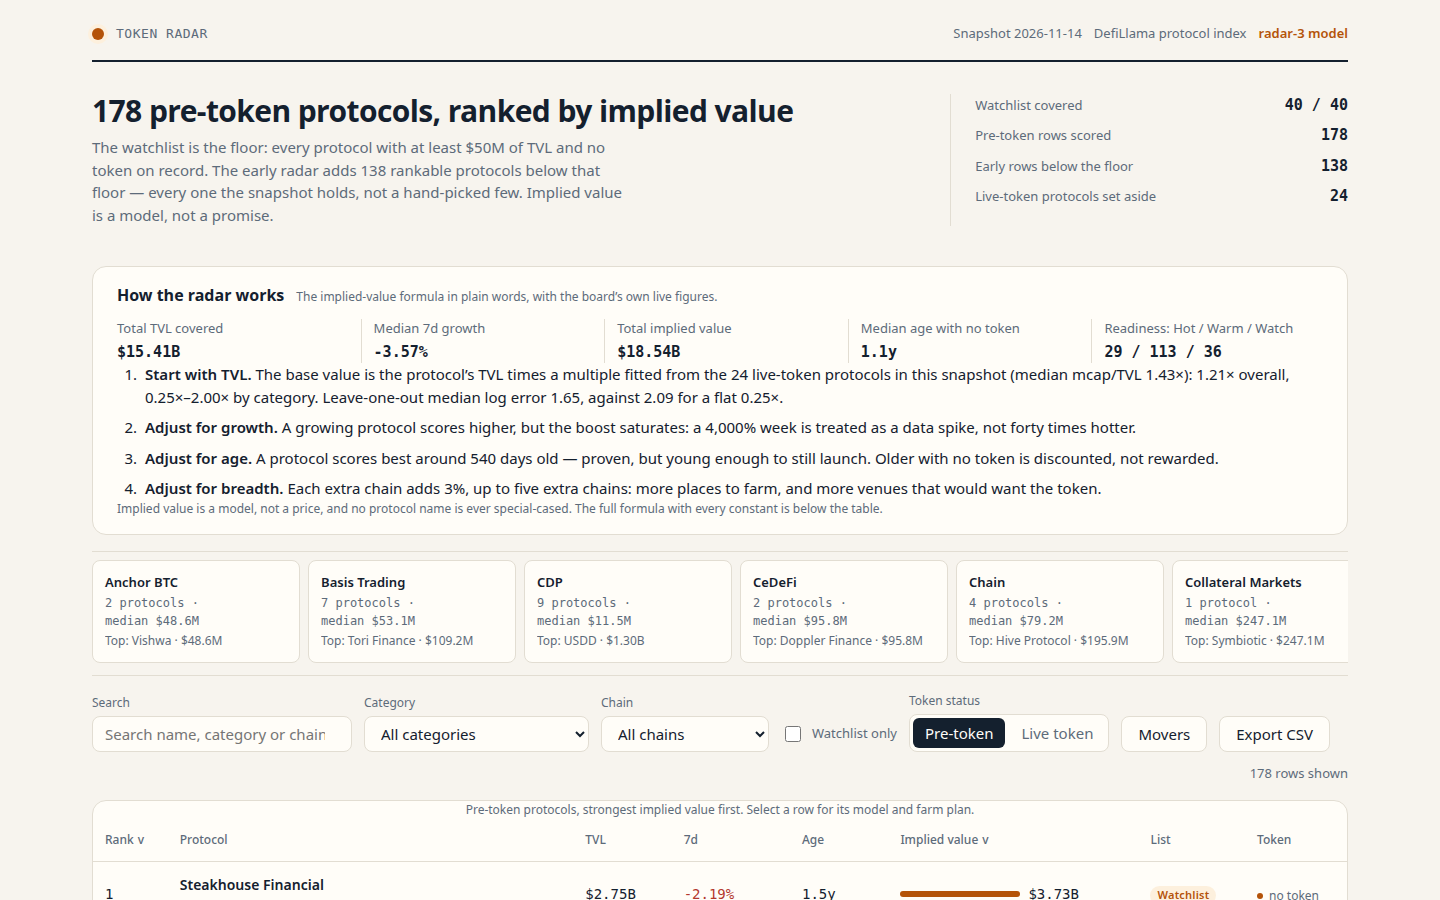 TOKEN RADAR
Snapshot 2026-11-14 DefiLlama protocol index radar-3 model
178 pre-token protocols, ranked by implied value
The watchlist is the floor: every protocol with at least $50M of TVL and no
token on record. The early radar adds 138 rankable protocols below that
floor — every one the snapshot holds, not a hand-picked few. Implied value
is a model, not a promise.
Watchlist covered 40 / 40
Pre-token rows scored 178
Early rows below the floor 138
Live-token protocols set aside 24
How the radar works The implied-value formula in plain words, with the board's own live figures.
Total TVL covered
$15.41B
Median 7d growth
-3.57%
Total implied value
$18.54B
Median age with no token
1.1y
Readiness: Hot / Warm / Watch
29 / 113 / 36
1. Start with TVL. The base value is the protocol's TVL times a multiple fitted from the 24 live-token protocols in this snapshot (median mcap/TVL 1.43×): 1.21× overall,
0.25×–2.00× by category. Leave-one-out median log error 1.65, against 2.09 for a flat 0.25×.
2. Adjust for growth. A growing protocol scores higher, but the boost saturates: a 4,000% week is treated as a data spike, not forty times hotter.
3. Adjust for age. A protocol scores best around 540 days old — proven, but young enough to still launch. Older with no token is discounted, not rewarded.
4. Adjust for breadth. Each extra chain adds 3%, up to five extra chains: more places to farm, and more venues that would want the token.
Implied value is a model, not a price, and no protocol name is ever special-cased. The full formula with every constant is below the table.
Anchor BTC
2 protocols ·
median $48.6M
Top: Vishwa · $48.6M
Basis Trading
7 protocols ·
median $53.1M
Top: Tori Finance · $109.2M
CDP
9 protocols ·
median $11.5M
Top: USDD · $1.30B
CeDeFi
2 protocols ·
median $95.8M
Top: Doppler Finance · $95.8M
Chain
4 protocols ·
median $79.2M
Top: Hive Protocol · $195.9M
Collateral Markets
1 protocol ·
median $247.1M
Top: Symbiotic · $247.1M
Search
Search name, category or chain
Category
All categories
Chain
All chains
Watchlist only
Token status
Pre-token Live token
Movers
Export CSV
178 rows shown
Pre-token protocols, strongest implied value first. Select a row for its model and farm plan.
Rank v Protocol TVL 7d Age Implied value v List Token
1 Steakhouse Financial $2.75B -2.19% 1.5y $3.73B Watchlist no token